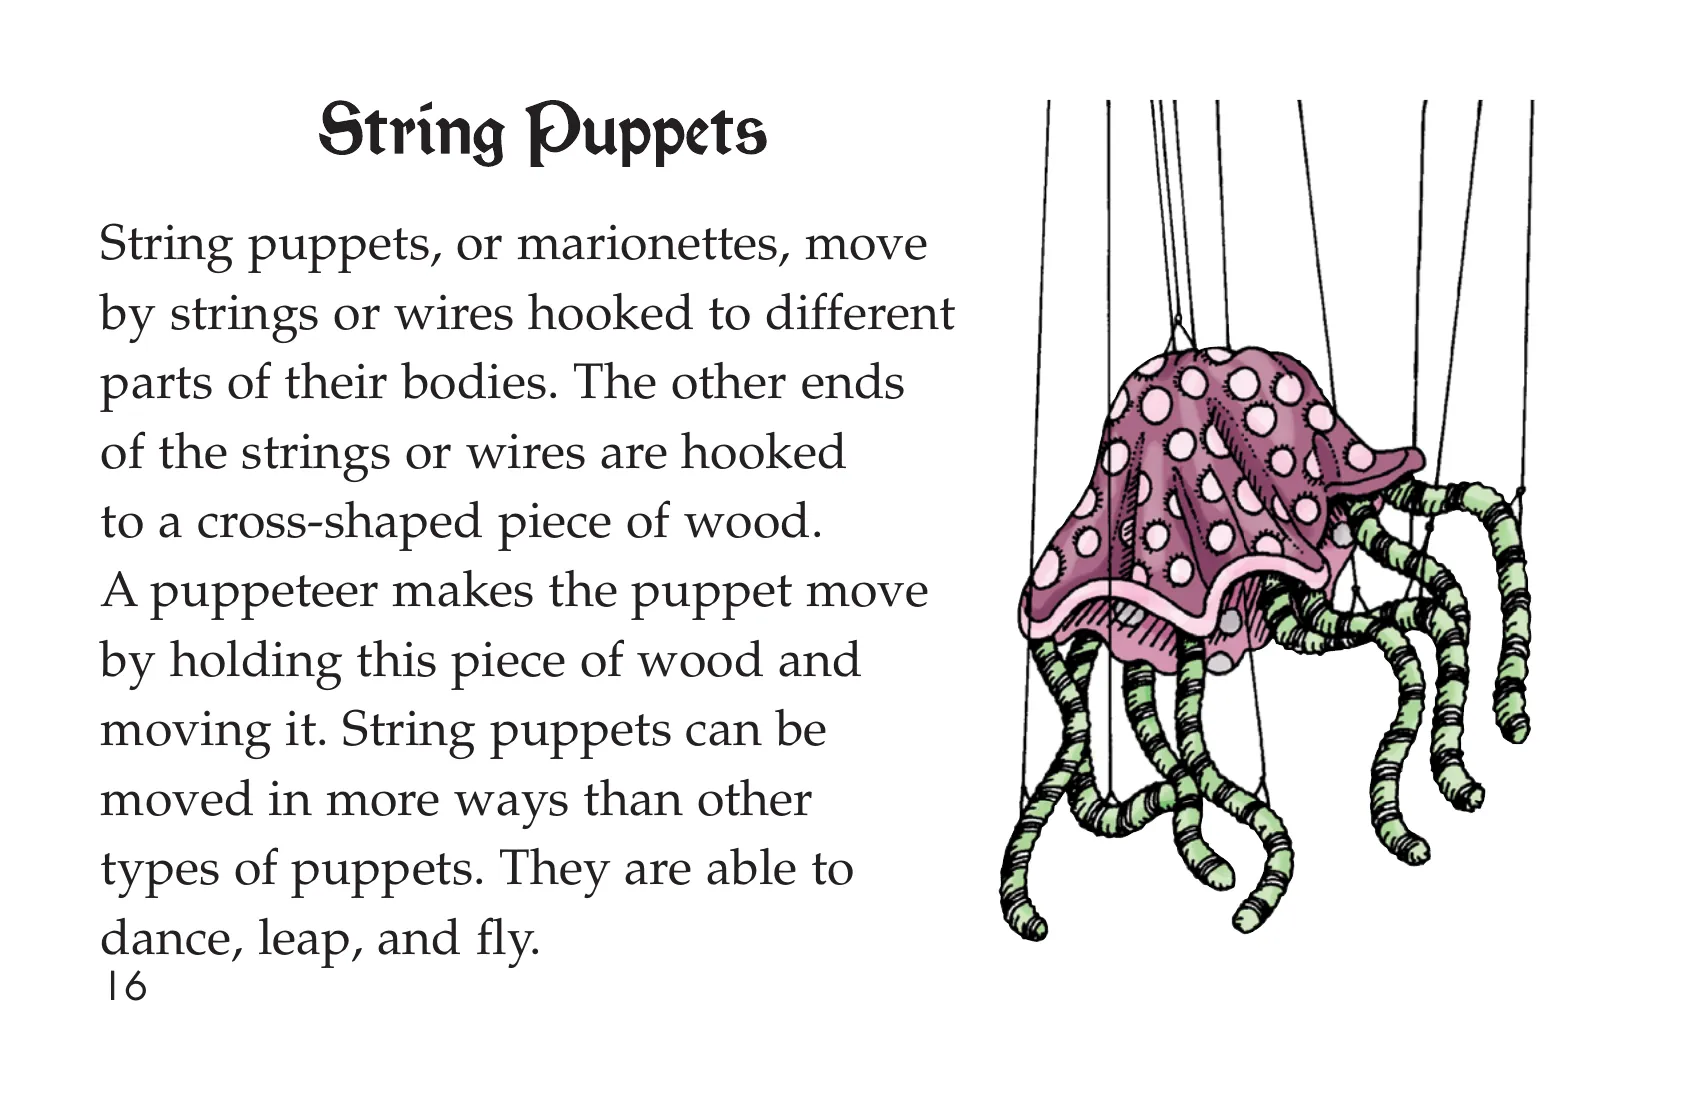 String Puppets
String puppets, or marionettes, move
by strings or wires hooked to different
parts of their bodies. The other ends
of the strings or wires are hooked
to a cross-shaped piece of wood.
A puppeteer makes the puppet move
by holding this piece of wood and
moving it. String puppets can be
moved in more ways than other
types of puppets. They are able to
dance, leap, and fly.
16